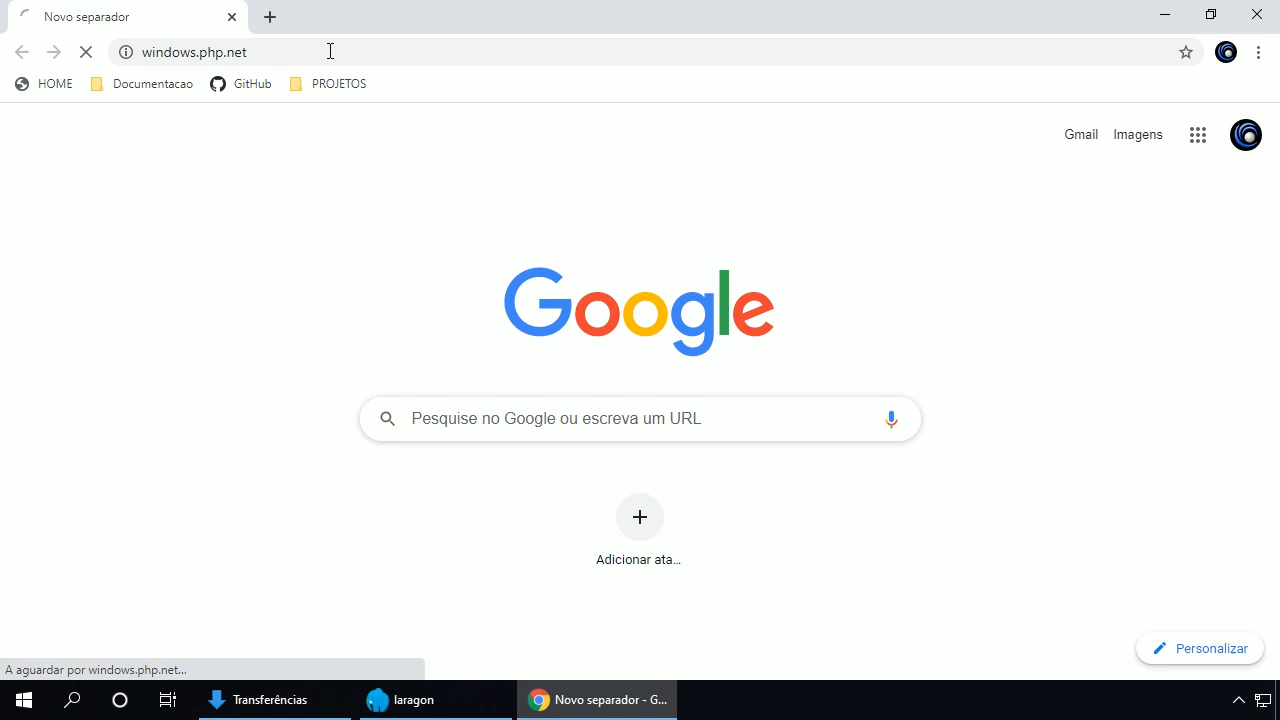 Novo separador
windows.php.net
HOME Documentacao GitHub PROJETOS
Gmail Imagens
Google
Pesquise no Google ou escreva um URL
Adicionar ata...
Personalizar
A aguardar por windows.php.net...
Transferências laragon Novo separador - G...